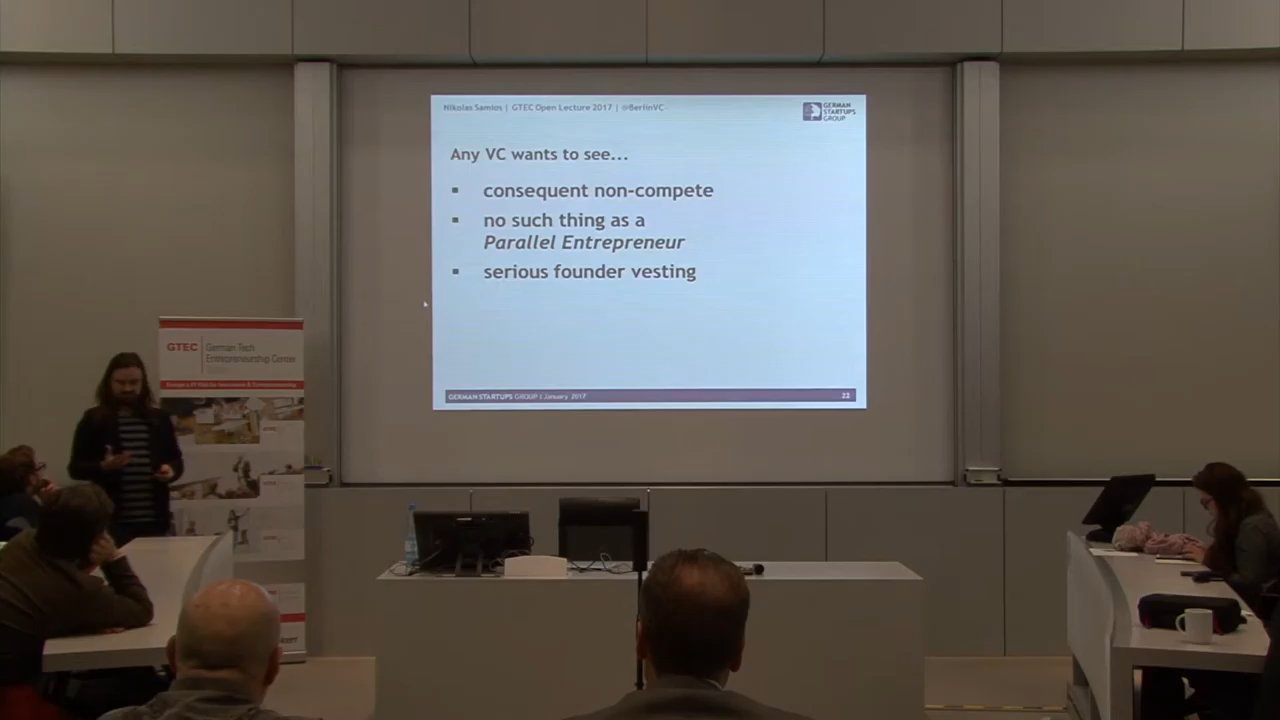 Nikolas Samios | GTEC Open Lecture 2017 | @BerlinVC
GERMAN
STARTUPS
GROUP
Any VC wants to see...
▪ consequent non-compete
▪ no such thing as a
Parallel Entrepreneur
▪ serious founder vesting
GERMAN STARTUPS GROUP | January 2017
22
GTEC
German Tech
Entrepreneurship Center